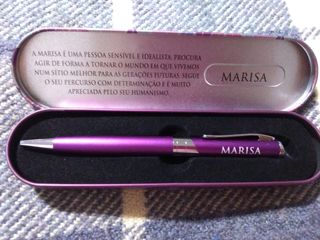 A MARISA É UMA PESSOA SENSÍVEL E IDEALISTA. PROCURA
AGIR DE FORMA A TORNAR O MUNDO EM QUE VIVEMOS
NUM SÍTIO MELHOR PARA AS GERAÇÕES FUTURAS. SEGUE
O SEU PERCURSO COM DETERMINAÇÃO E É MUITO
APRECIADA PELO SEU HUMANISMO.
MARISA
MARISA